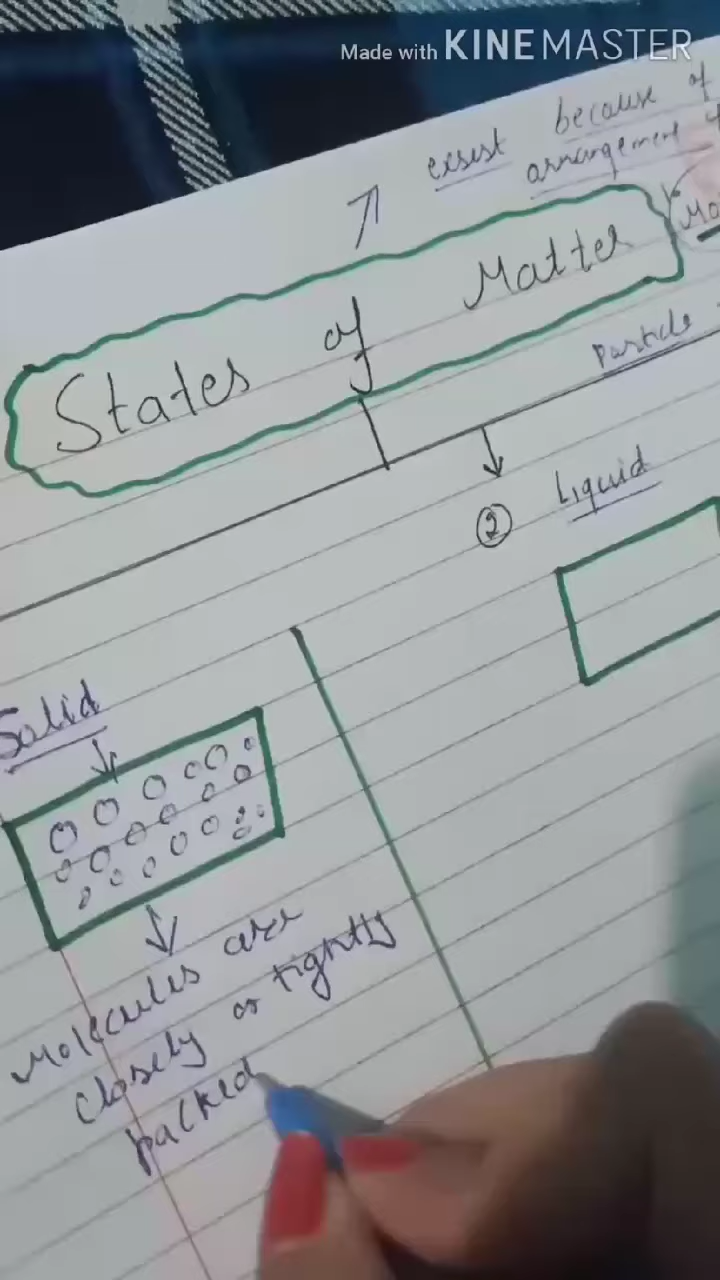 Made with KINEMASTER
exsist because of
arrangement
States of Matter
Particle
② Liquid
Solid
Molecules are
closely or tightly
packed